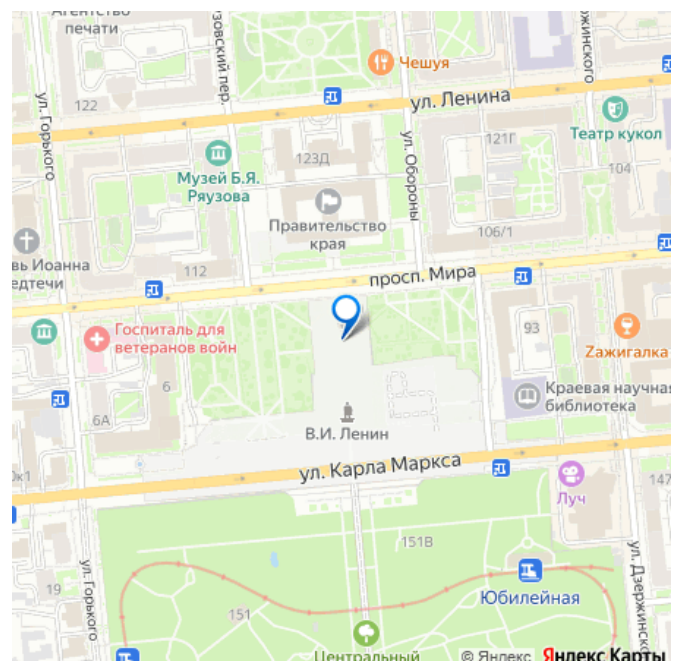 Агентство
печати
ул. Горького
122
Чешуя
ул. Ленина
ул. Обороны
Театр кукол
121Г
104
123Д
Музей Б.Я.
Ряузова
Правительство
края
106/1
112
просп. Мира
Госпиталь для
ветеранов войн
93
Zажигалка
6
6А
Краевая научная
библиотека
В.И. Ленин
ул. Карла Маркса
Луч
147
151В
19
ул. Горького
151
Юбилейная
ул. Дзержинско
Центральный
© Яндекс Яндекс Карты